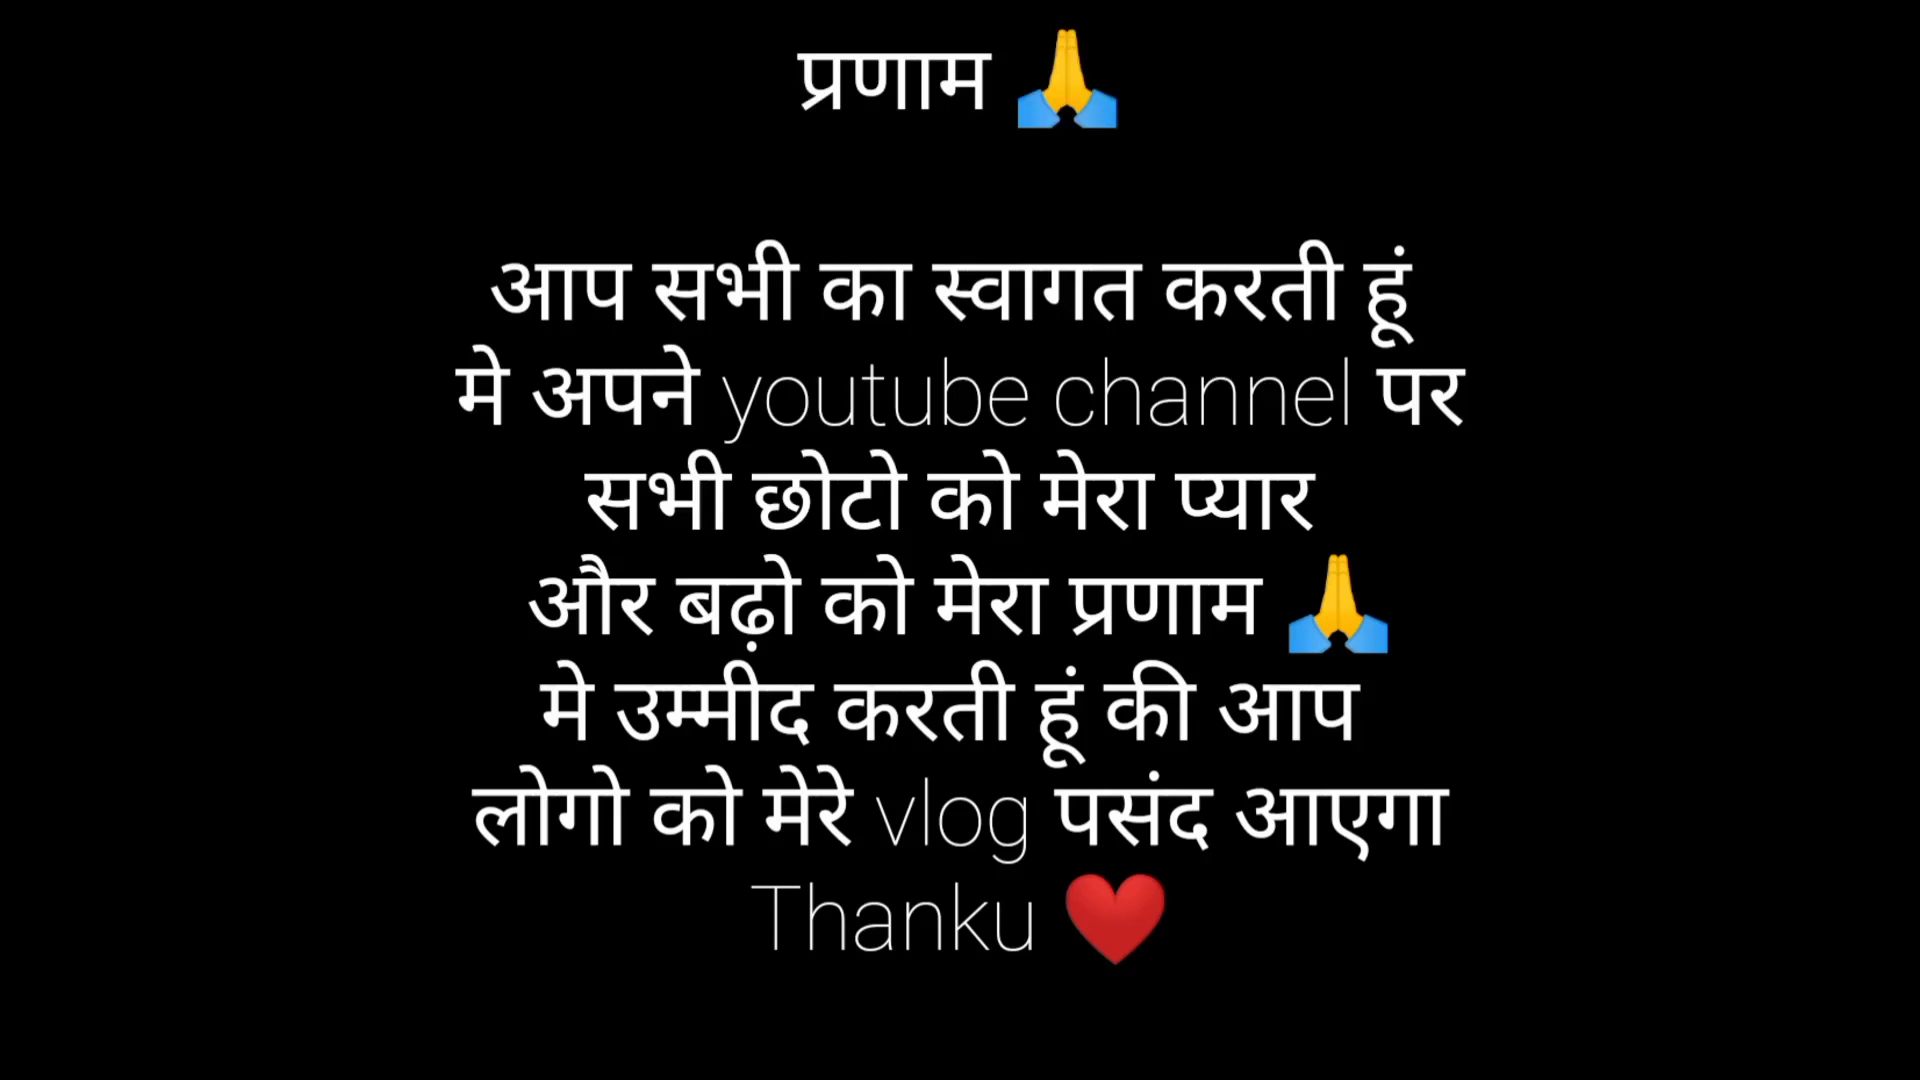 प्रणाम 🙏
आप सभी का स्वागत करती हूं
मे अपने youtube channel पर
सभी छोटो को मेरा प्यार
और बढ़ो को मेरा प्रणाम 🙏
मे उम्मीद करती हूं की आप
लोगो को मेरे vlog पसंद आएगा
Thanku ❤️